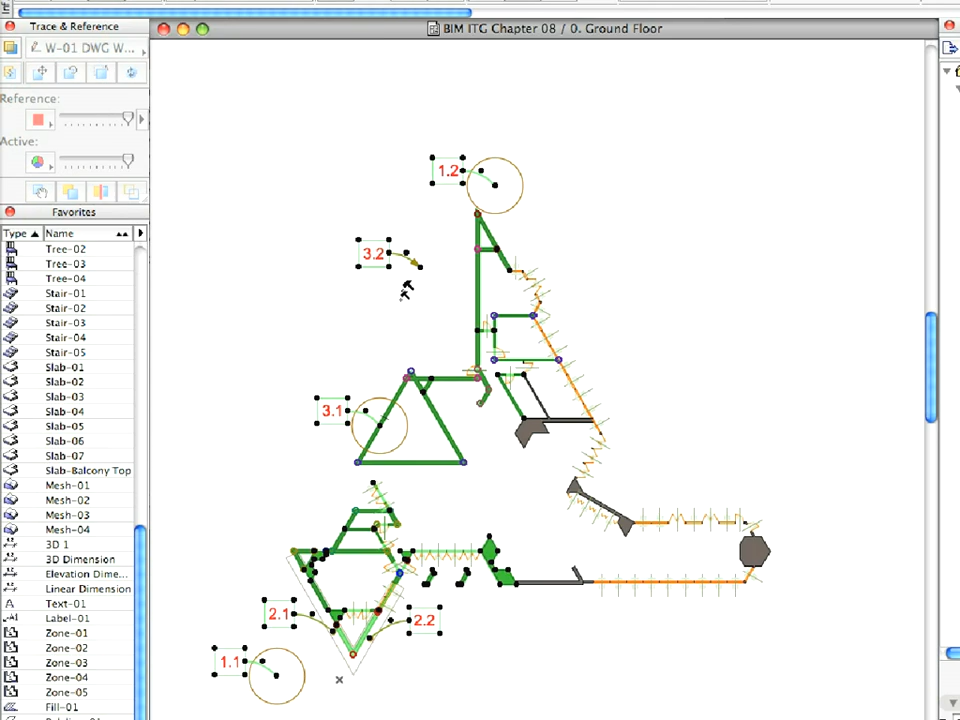 Trace & Reference
BIM ITG Chapter 08 / 0. Ground Floor
W-01 DWG W...
Reference:
Active:
Favorites
Type Name
Tree-02
Tree-03
Tree-04
Stair-01
Stair-02
Stair-03
Stair-04
Stair-05
Slab-01
Slab-02
Slab-03
Slab-04
Slab-05
Slab-06
Slab-07
Slab-Balcony Top
Mesh-01
Mesh-02
Mesh-03
Mesh-04
3D 1
3D Dimension
Elevation Dime...
Linear Dimension
Text-01
Label-01
Zone-01
Zone-02
Zone-03
Zone-04
Zone-05
Fill-01
1.2
3.2
3.1
2.1
2.2
1.1